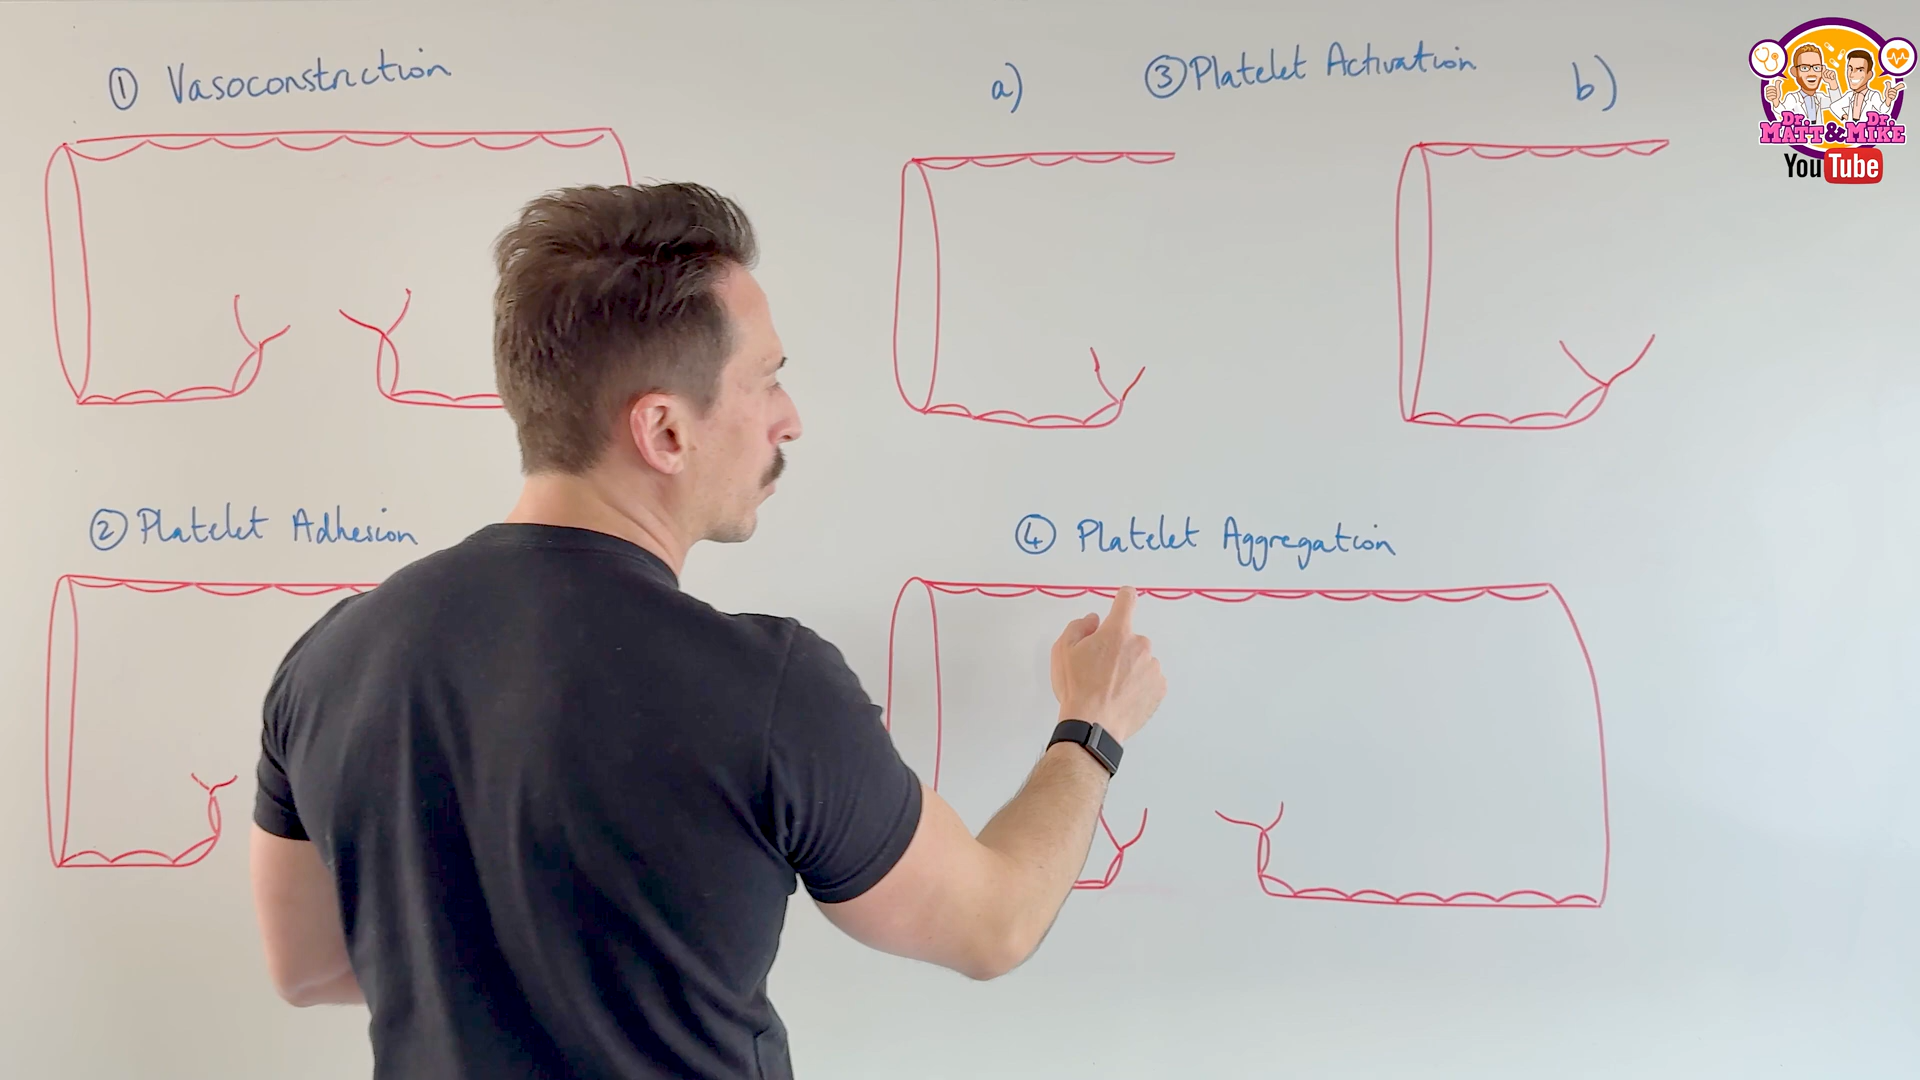 ① Vasoconstriction
a)
③ Platelet Activation
b)
Dr. Dr.
MATT & MIKE
YouTube
② Platelet Adhesion
④ Platelet Aggregation